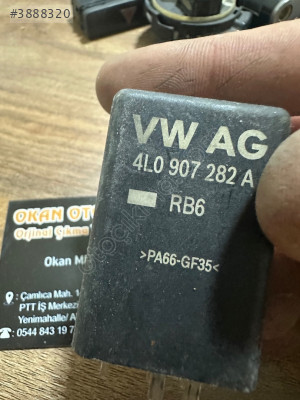 #3888320
VW AG
4L0 907 282 A
RB6
>PA66-GF35<
OKAN OTO
Orjinal Çıkma
Okan
: Çamlıca Mah.
PTT İŞ Merkezi
Yenimahalle/
: 0544 843 19